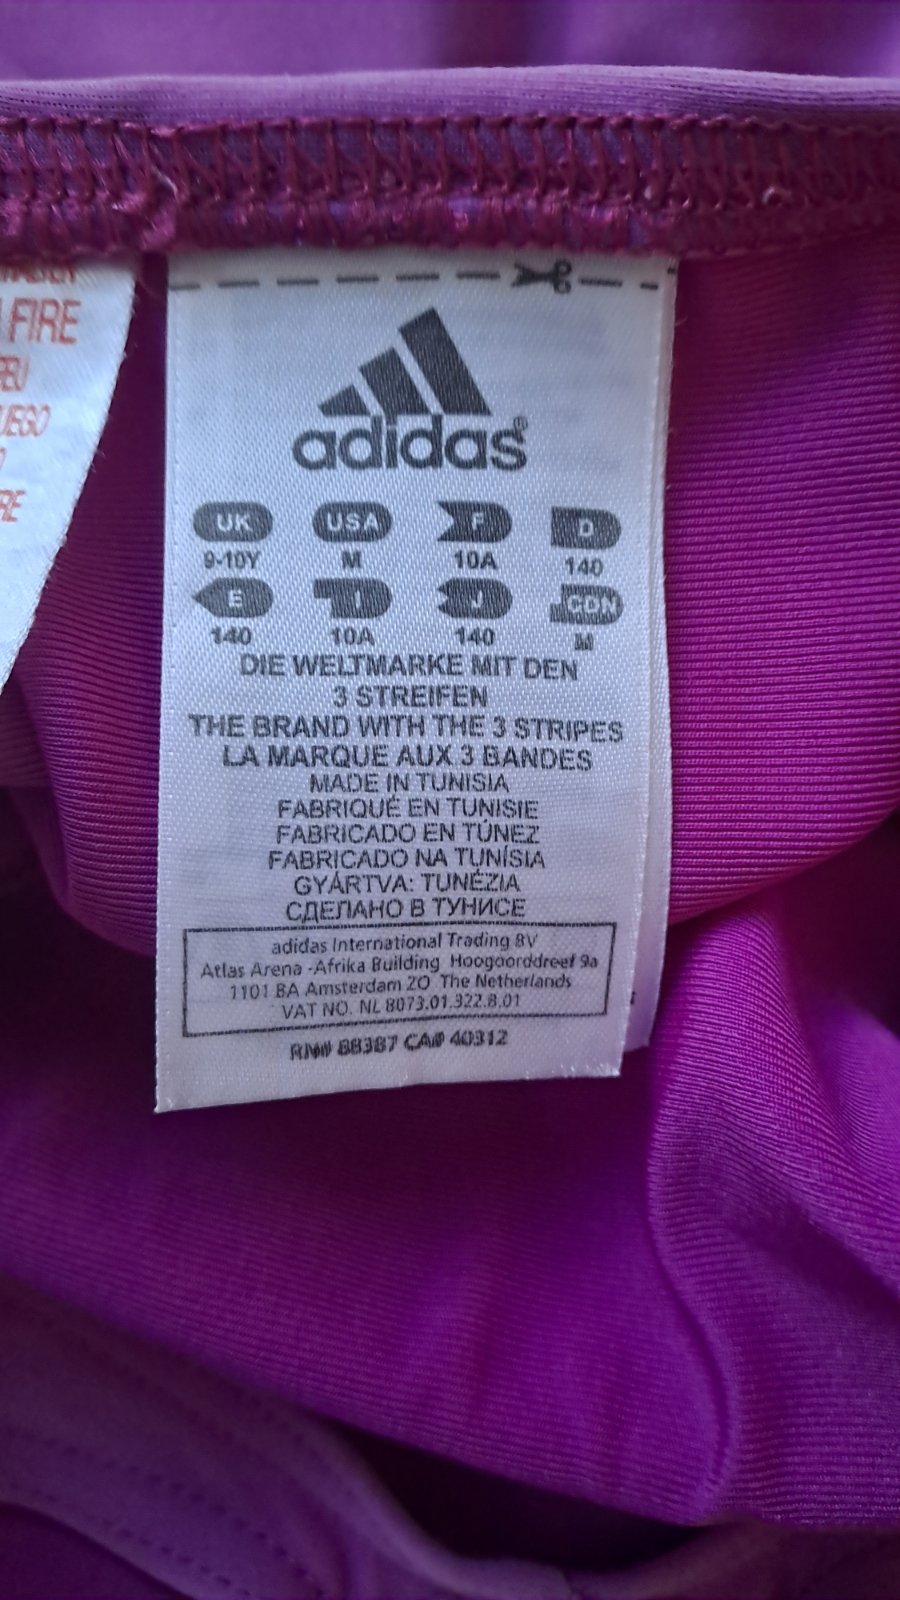 FIRE
adidas®
UK USA F D
9-10Y M 10A 140
E I J CDN
140 10A 140 M
DIE WELTMARKE MIT DEN
3 STREIFEN
THE BRAND WITH THE 3 STRIPES
LA MARQUE AUX 3 BANDES
MADE IN TUNISIA
FABRIQUÉ EN TUNISIE
FABRICADO EN TÚNEZ
FABRICADO NA TUNÍSIA
GYÁRTVA: TUNÉZIA
СДЕЛАНО В ТУНИСЕ
adidas International Trading BV
Atlas Arena -Afrika Building Hoogoorddreef 9a
1101 BA Amsterdam ZO The Netherlands
VAT NO. NL 8073.01.322.B.01
RN# 88387 CA# 40312